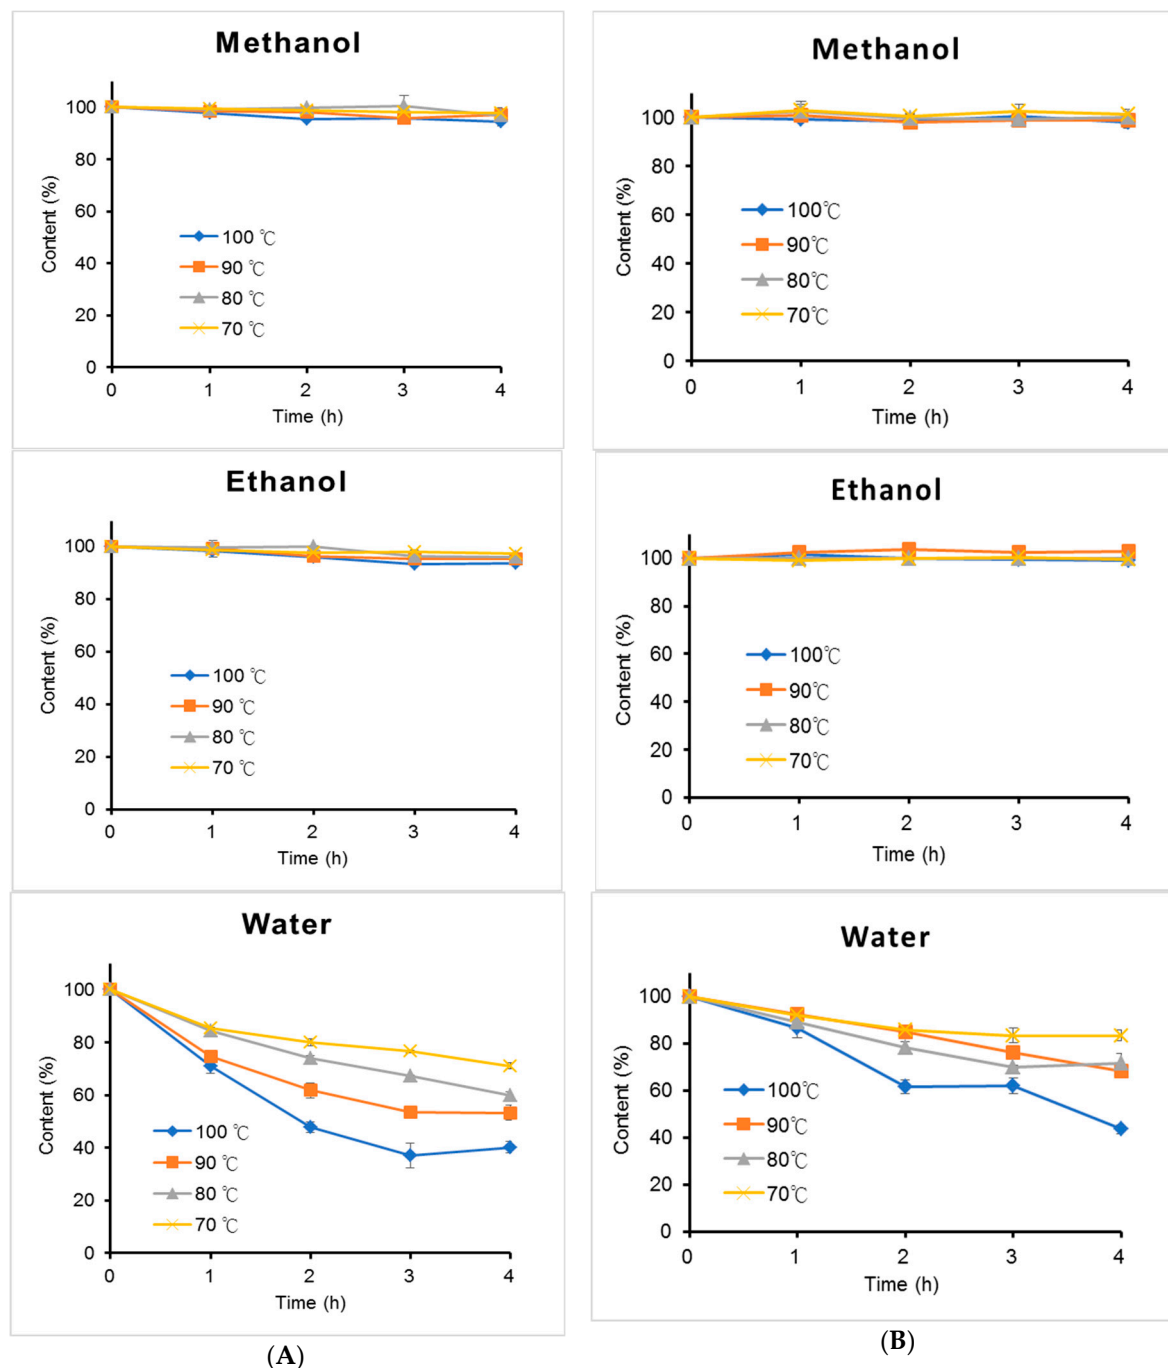 Methanol
Content (%)
100
80
60
40
20
0
100 ℃
90 ℃
80 ℃
70 ℃
0 1 2 3 4
Time (h)
Methanol
Content (%)
100
80
60
40
20
0
100℃
90℃
80℃
70℃
0 1 2 3 4
Time (h)
Ethanol
Content (%)
100
80
60
40
20
0
100 ℃
90 ℃
80 ℃
70 ℃
0 1 2 3 4
Time (h)
Ethanol
Content (%)
100
80
60
40
20
0
100℃
90℃
80℃
70℃
0 1 2 3 4
Time (h)
Water
Content (%)
100
80
60
40
20
0
100 ℃
90 ℃
80 ℃
70 ℃
0 1 2 3 4
Time (h)
(A)
Water
Content (%)
100
80
60
40
20
0
100℃
90℃
80℃
70℃
0 1 2 3 4
Time (h)
(B)